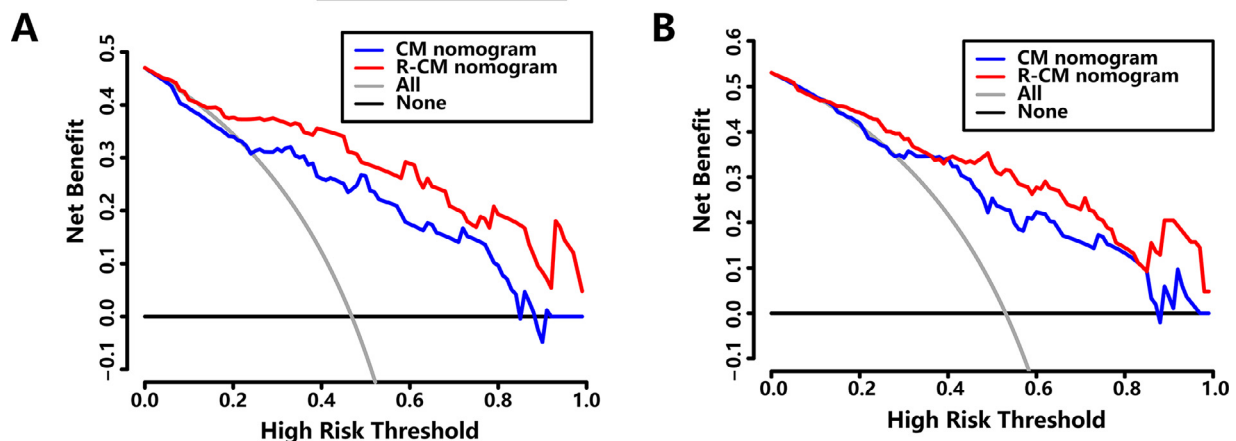 A
CM nomogram
R-CM nomogram
All
None
Net Benefit
0.5
0.4
0.3
0.2
0.1
0.0
−0.1
0.0 0.2 0.4 0.6 0.8 1.0
High Risk Threshold
B
CM nomogram
R-CM nomogram
All
None
Net Benefit
0.6
0.5
0.4
0.3
0.2
0.1
0.0
−0.1
0.0 0.2 0.4 0.6 0.8 1.0
High Risk Threshold